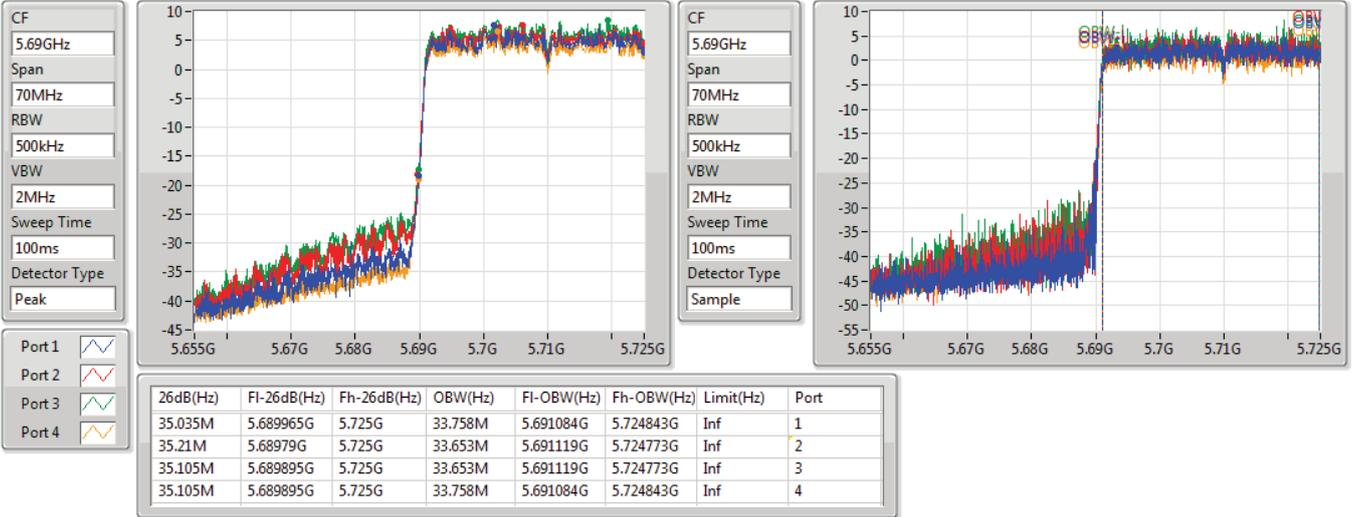 CF
5.69GHz
Span
70MHz
RBW
500kHz
VBW
2MHz
Sweep Time
100ms
Detector Type
Peak
10
5
0
-5
-10
-15
-20
-25
-30
-35
-40
-45
5.655G 5.67G 5.68G 5.69G 5.7G 5.71G 5.725G
CF
5.69GHz
Span
70MHz
RBW
500kHz
VBW
2MHz
Sweep Time
100ms
Detector Type
Sample
10
5
0
-5
-10
-15
-20
-25
-30
-35
-40
-45
-50
-55
5.655G 5.67G 5.68G 5.69G 5.7G 5.71G 5.725G
Port 1
Port 2
Port 3
Port 4
26dB(Hz) Fl-26dB(Hz) Fh-26dB(Hz) OBW(Hz) Fl-OBW(Hz) Fh-OBW(Hz) Limit(Hz) Port
35.035M 5.689965G 5.725G 33.758M 5.691084G 5.724843G Inf 1
35.21M 5.68979G 5.725G 33.653M 5.691119G 5.724773G Inf 2
35.105M 5.689895G 5.725G 33.653M 5.691119G 5.724773G Inf 3
35.105M 5.689895G 5.725G 33.758M 5.691084G 5.724843G Inf 4